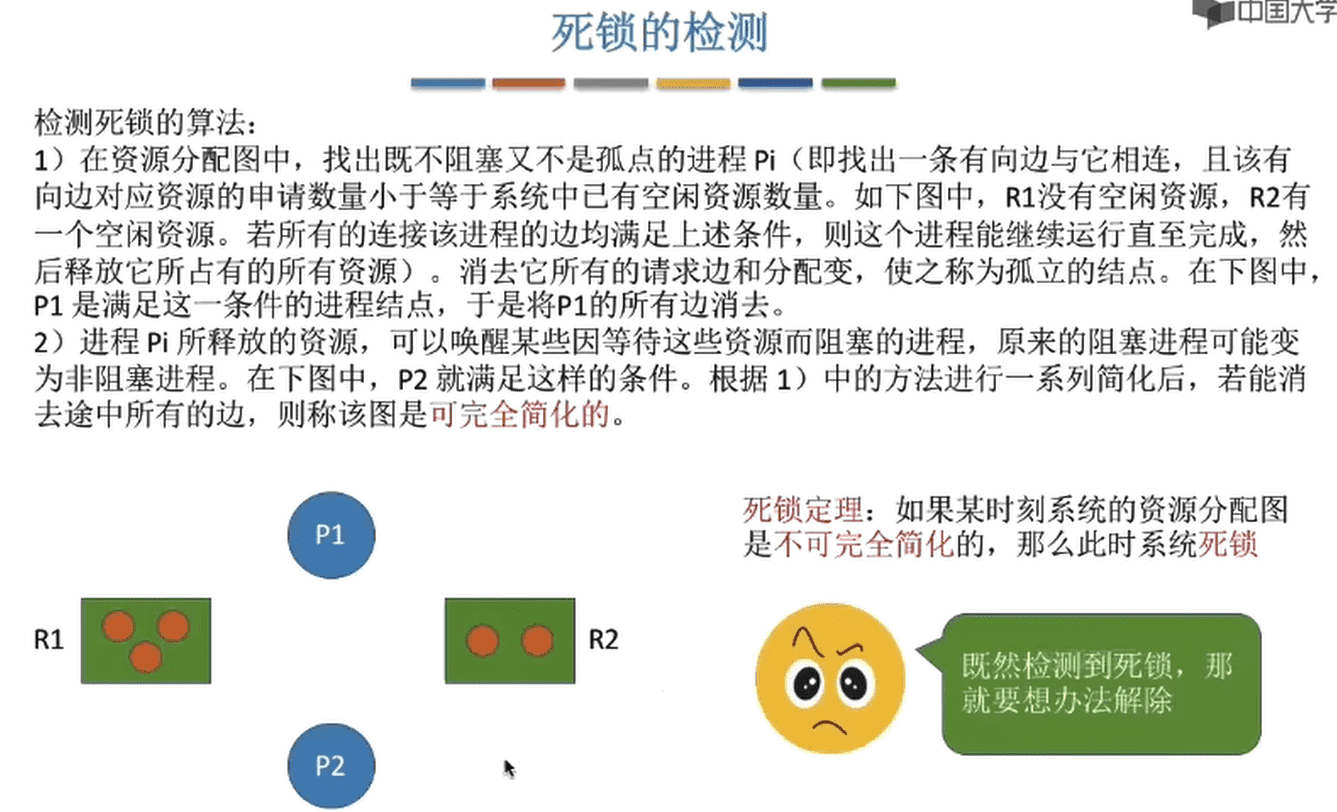 中国大学
死锁的检测
检测死锁的算法：
1）在资源分配图中，找出既不阻塞又不是孤点的进程 Pi（即找出一条有向边与它相连，且该有
向边对应资源的申请数量小于等于系统中已有空闲资源数量。如下图中，R1没有空闲资源，R2有
一个空闲资源。若所有的连接该进程的边均满足上述条件，则这个进程能继续运行直至完成，然
后释放它所占有的所有资源）。消去它所有的请求边和分配变，使之称为孤立的结点。在下图中，
P1 是满足这一条件的进程结点，于是将P1的所有边消去。
2）进程 Pi 所释放的资源，可以唤醒某些因等待这些资源而阻塞的进程，原来的阻塞进程可能变
为非阻塞进程。在下图中，P2 就满足这样的条件。根据 1）中的方法进行一系列简化后，若能消
去途中所有的边，则称该图是可完全简化的。
P1
R1
R2
P2
死锁定理：如果某时刻系统的资源分配图
是不可完全简化的，那么此时系统死锁
既然检测到死锁，那
就要想办法解除